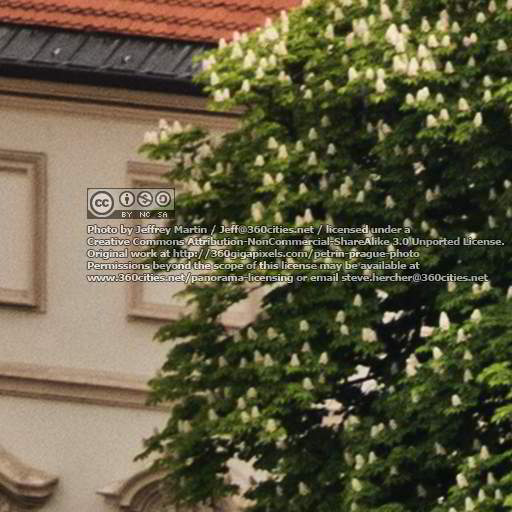 cc BY NC SA
Photo by Jeffrey Martin / Jeff@360cities.net / licensed under a
Creative Commons Attribution-NonCommercial-ShareAlike 3.0 Unported License.
Original work at http://360gigapixels.com/petrin-prague-photo
Permissions beyond the scope of this license may be available at
www.360cities.net/panorama-licensing or email steve.hercher@360cities.net